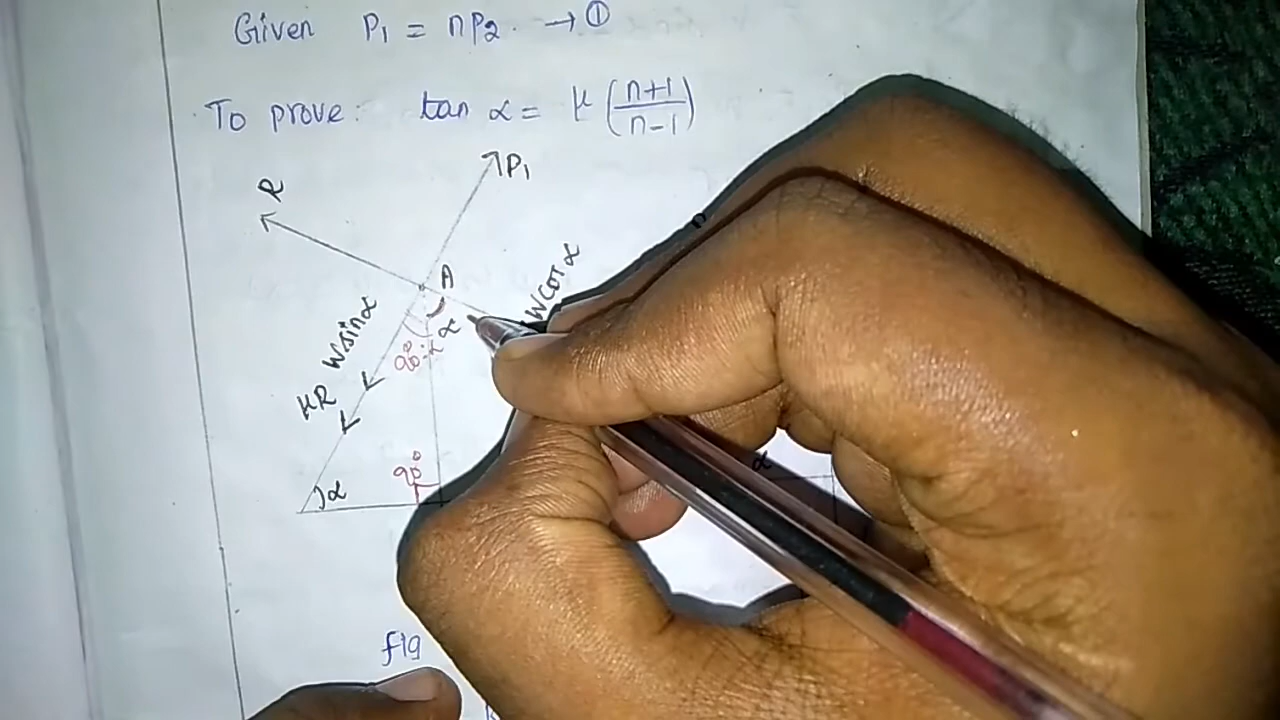 Given P₁ = nP₂. → ①
To prove: tan α = μ (n+1 / n-1)
P₁
R
A
W cos α
α
W sin α
90°-α
μR
90°
α
α
fig